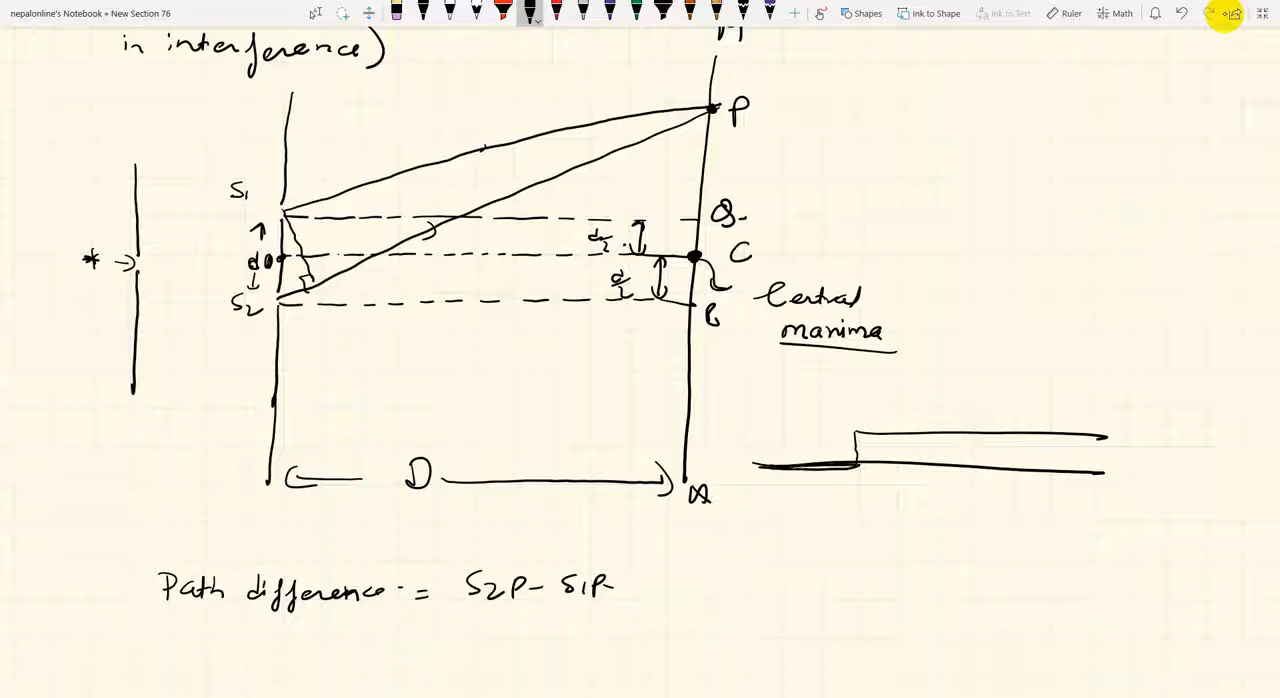 nepalonline's Notebook » New Section 76
Shapes
Ink to Shape
Ink to Text
Ruler
Math
in interference)
P
S1
Q
d/2
C
d
S2
d/2
Central
maxima
D
Path difference = S2P - S1P